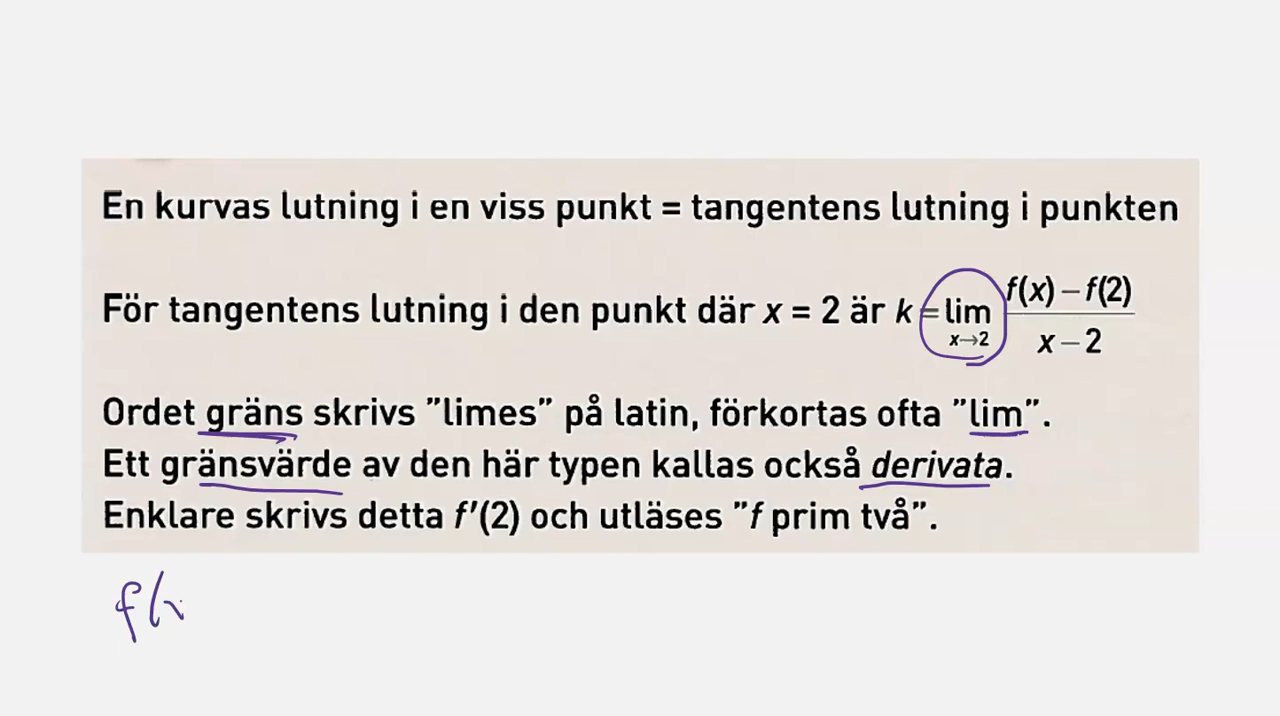 En kurvas lutning i en viss punkt = tangentens lutning i punkten
För tangentens lutning i den punkt där x = 2 är k = lim x→2 f(x) – f(2) / x – 2
Ordet gräns skrivs ”limes” på latin, förkortas ofta ”lim”.
Ett gränsvärde av den här typen kallas också derivata.
Enklare skrivs detta f′(2) och utläses ”f prim två”.
f(